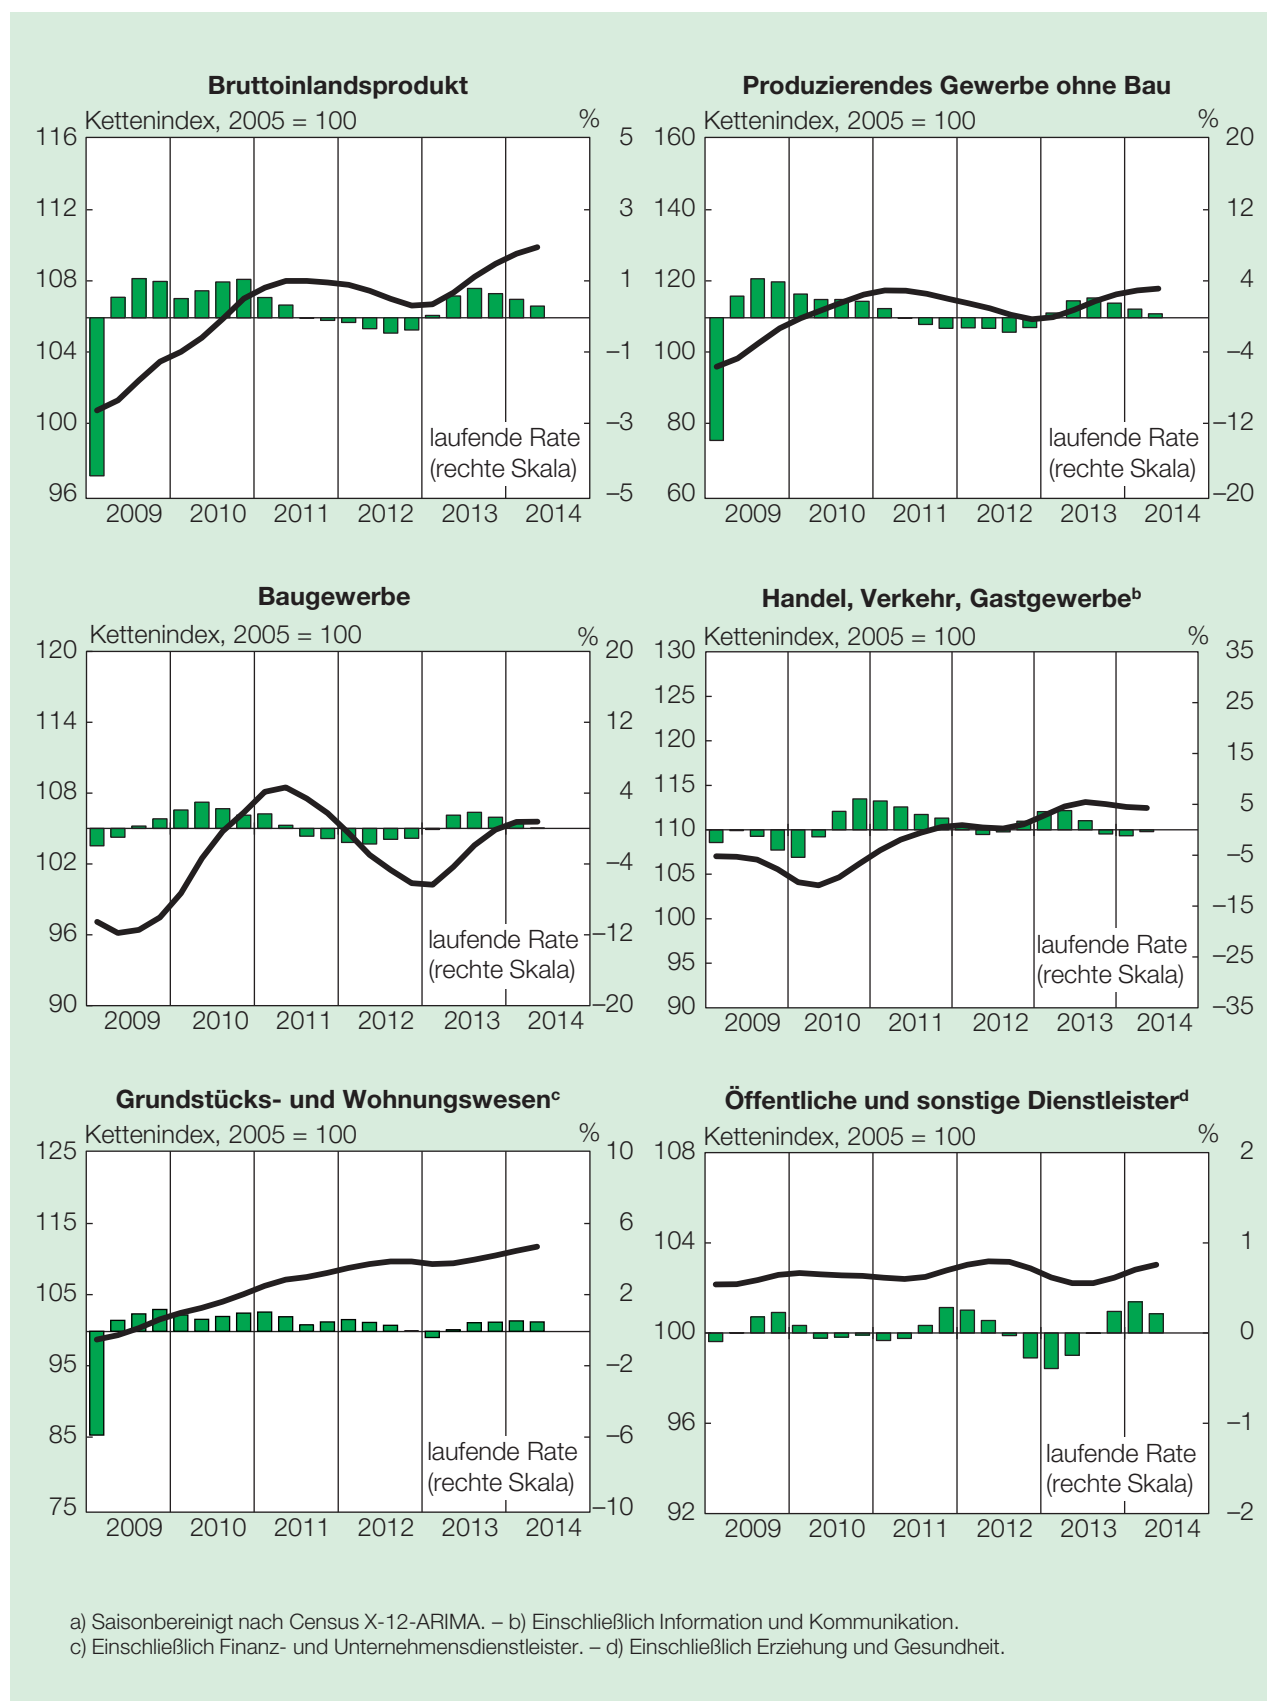 Bruttoinlandsprodukt
Kettenindex, 2005 = 100 %
116 5
112 3
108 1
104 –1
100 –3
96 –5
laufende Rate
(rechte Skala)
2009 2010 2011 2012 2013 2014
Produzierendes Gewerbe ohne Bau
Kettenindex, 2005 = 100 %
160 20
140 12
120 4
100 –4
80 –12
60 –20
laufende Rate
(rechte Skala)
2009 2010 2011 2012 2013 2014
Baugewerbe
Kettenindex, 2005 = 100 %
120 20
114 12
108 4
102 –4
96 –12
90 –20
laufende Rate
(rechte Skala)
2009 2010 2011 2012 2013 2014
Handel, Verkehr, Gastgewerbeᵇ
Kettenindex, 2005 = 100 %
130 35
125 25
120 15
115 5
110 –5
105 –15
100 –25
95 –35
90
laufende Rate
(rechte Skala)
2009 2010 2011 2012 2013 2014
Grundstücks- und Wohnungswesenᶜ
Kettenindex, 2005 = 100 %
125 10
115 6
105 2
95 –2
85 –6
75 –10
laufende Rate
(rechte Skala)
2009 2010 2011 2012 2013 2014
Öffentliche und sonstige Dienstleisterᵈ
Kettenindex, 2005 = 100 %
108 2
104 1
100 0
96 –1
92 –2
laufende Rate
(rechte Skala)
2009 2010 2011 2012 2013 2014
a) Saisonbereinigt nach Census X-12-ARIMA. – b) Einschließlich Information und Kommunikation.
c) Einschließlich Finanz- und Unternehmensdienstleister. – d) Einschließlich Erziehung und Gesundheit.